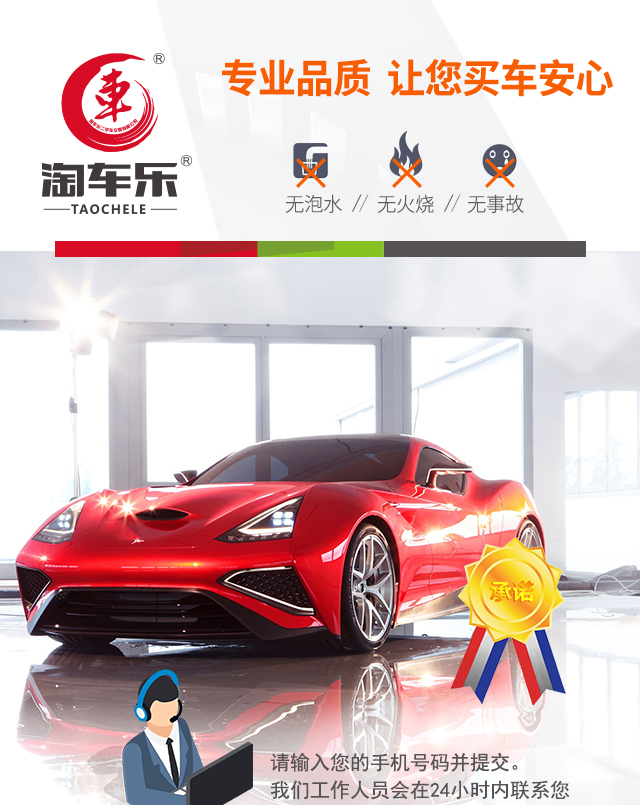 車
®
淘车乐®
TAOCHELE
专业品质 让您买车安心
无泡水 // 无火烧 // 无事故
承诺
请输入您的手机号码并提交。
我们工作人员会在24小时内联系您